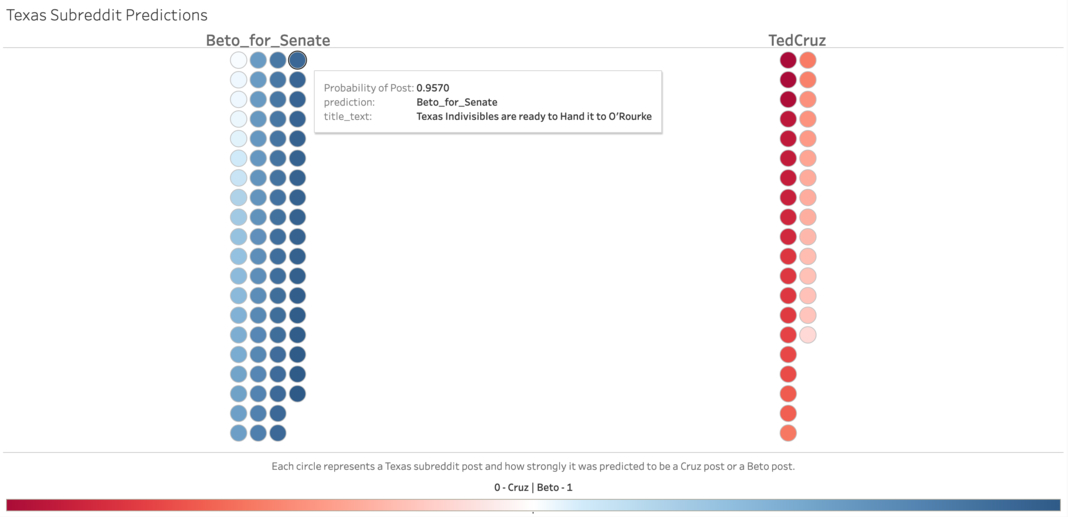 Texas Subreddit Predictions
Beto_for_Senate
TedCruz
Probability of Post: 0.9570
prediction: Beto_for_Senate
title_text: Texas Indivisibles are ready to Hand it to O'Rourke
Each circle represents a Texas subreddit post and how strongly it was predicted to be a Cruz post or a Beto post.
0 - Cruz | Beto - 1